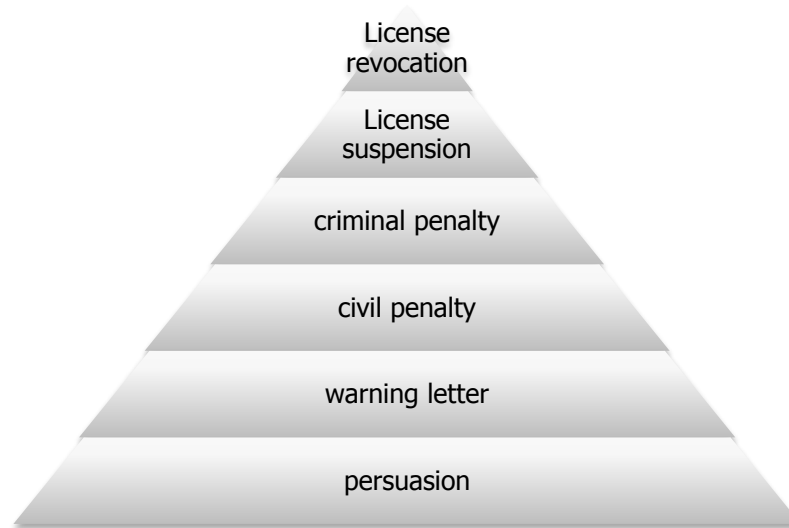 License
revocation
License
suspension
criminal penalty
civil penalty
warning letter
persuasion